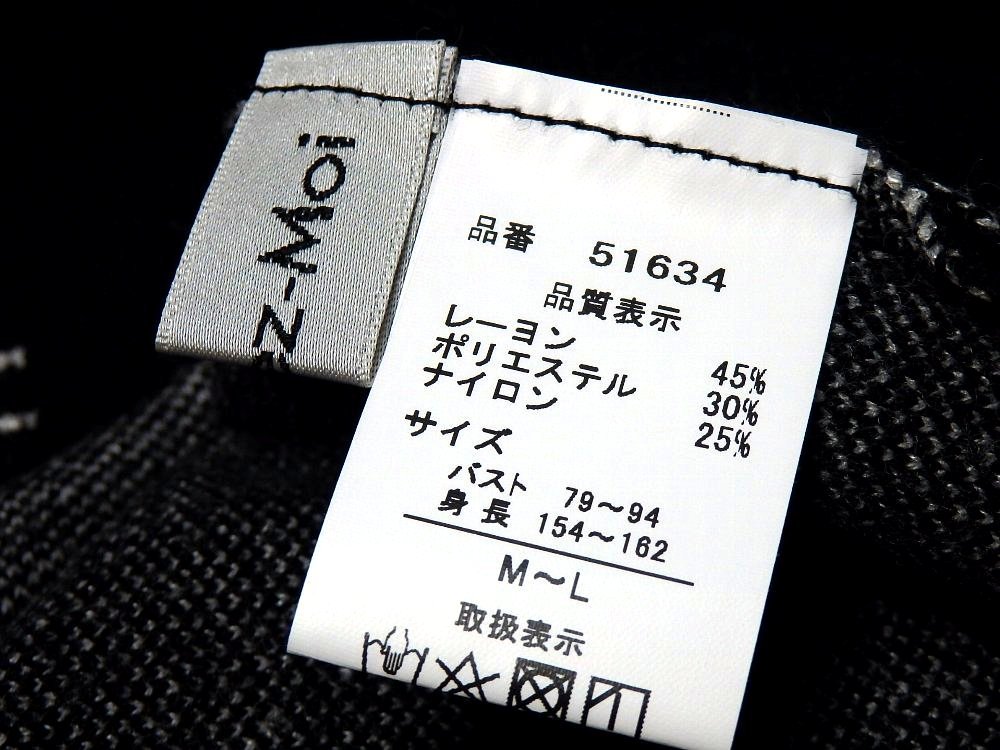 z-Moi
品番 51634
品質表示
レーヨン 45%
ポリエステル 30%
ナイロン 25%
サイズ
バスト 79〜94
身長 154〜162
M〜L
取扱表示